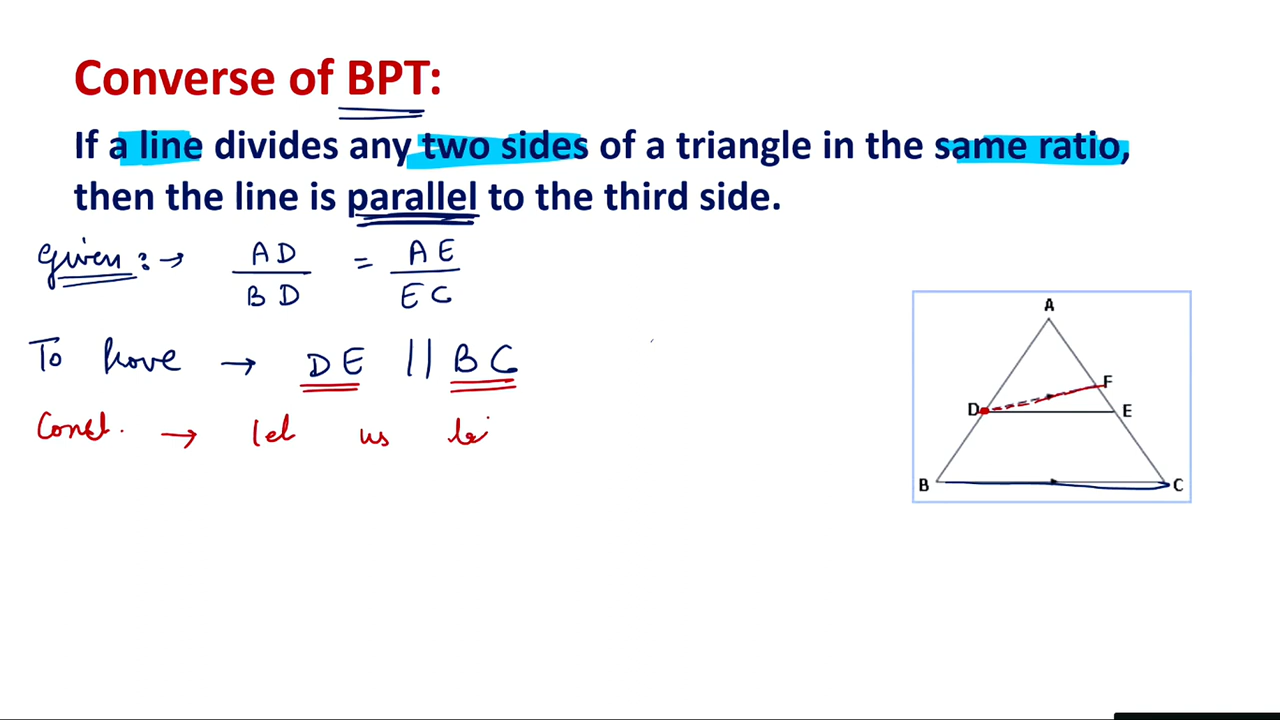 Converse of BPT:
If a line divides any two sides of a triangle in the same ratio,
then the line is parallel to the third side.
Given :→ AD/BD = AE/EC
To prove → DE || BC
Const. → let us
A
F
D
E
B
C